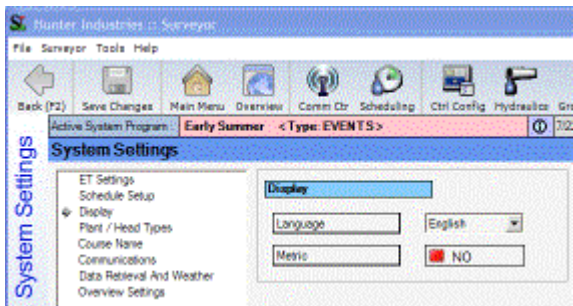 Hunter Industries :: Surveyor
File Surveyor Tools Help
Back (F2) Save Changes Main Menu Overview Comm Ctr Scheduling Ctrl Config Hydraulics
Active System Program Early Summer <Type: EVENTS>
System Settings
System Settings
ET Settings
Schedule Setup
Display
Plant / Head Types
Course Name
Communications
Data Retrieval And Weather
Overview Settings
Display
Language English
Metric NO